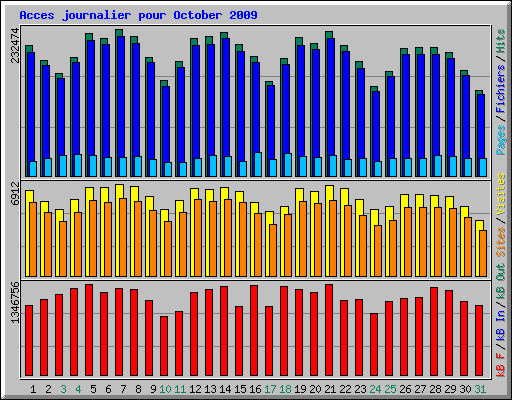 Acces journalier pour October 2009
232474
Pages / Fichiers / Hits
6912
Sites / Visites
1346756
kB F / kB In / kB Out
1 2 3 4 5 6 7 8 9 10 11 12 13 14 15 16 17 18 19 20 21 22 23 24 25 26 27 28 29 30 31